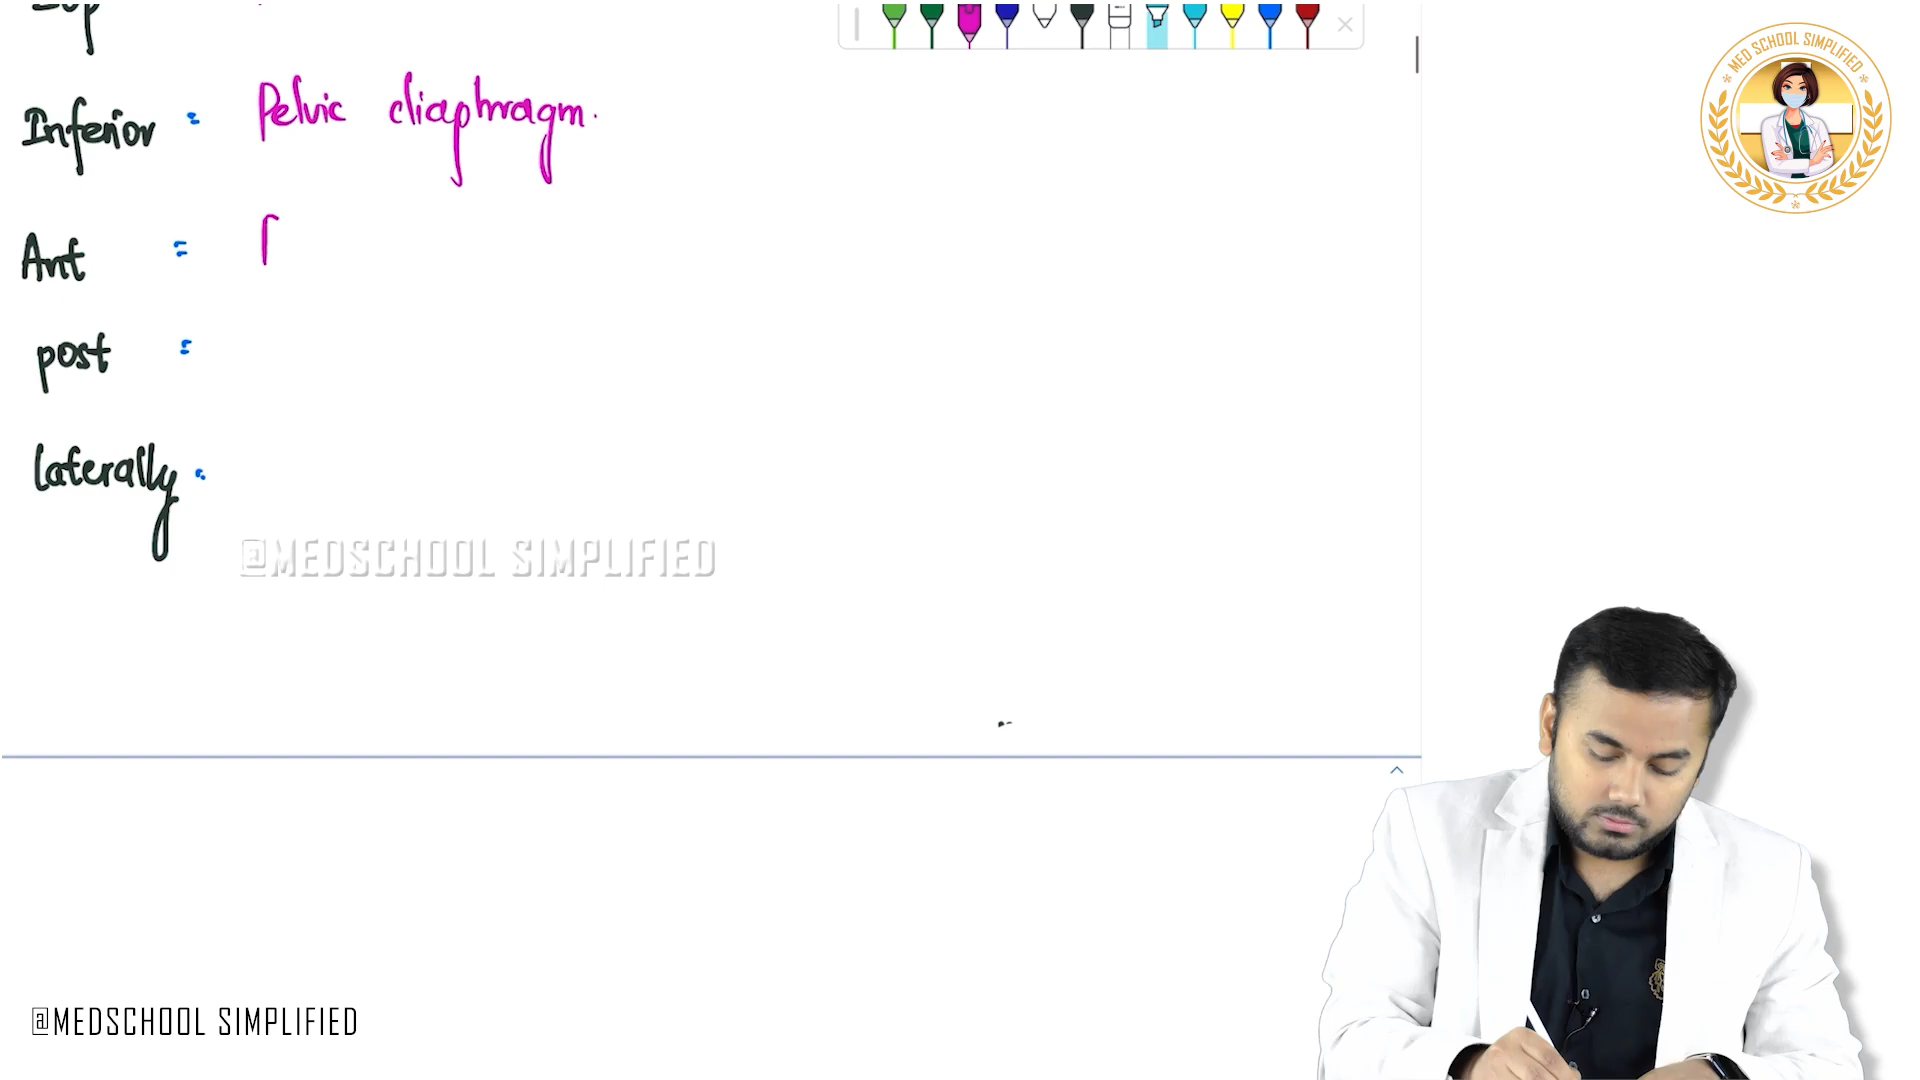 MED SCHOOL SIMPLIFIED
Inferior = Pelvic diaphragm.
Ant =
post =
laterally =
@MEDSCHOOL SIMPLIFIED
@MEDSCHOOL SIMPLIFIED